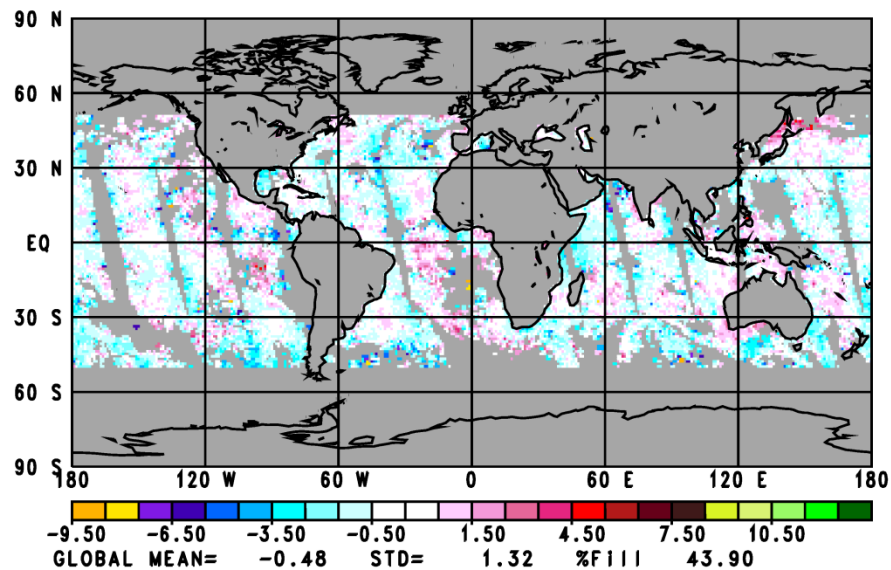 90 N
60 N
30 N
EQ
30 S
60 S
90 S
180 120 W 60 W 0 60 E 120 E 180
-9.50 -6.50 -3.50 -0.50 1.50 4.50 7.50 10.50
GLOBAL MEAN= -0.48 STD= 1.32 %Fill 43.90